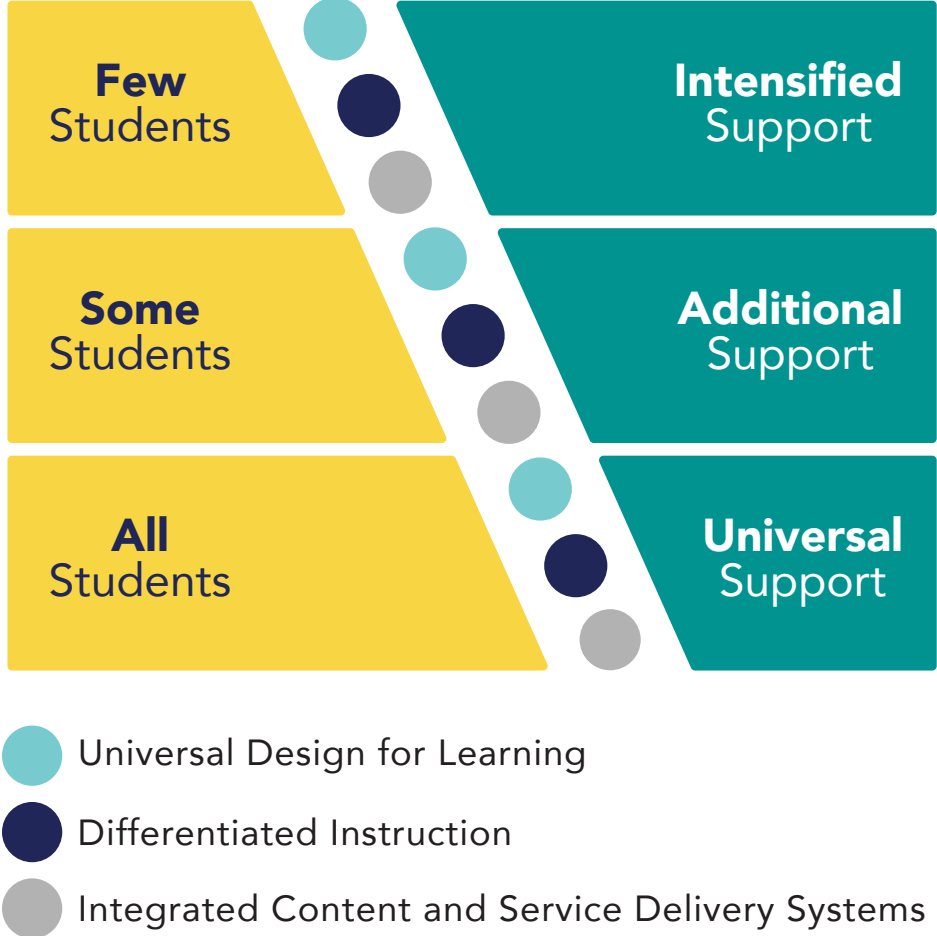 Few
Students
Intensified
Support
Some
Students
Additional
Support
All
Students
Universal
Support
Universal Design for Learning
Differentiated Instruction
Integrated Content and Service Delivery Systems